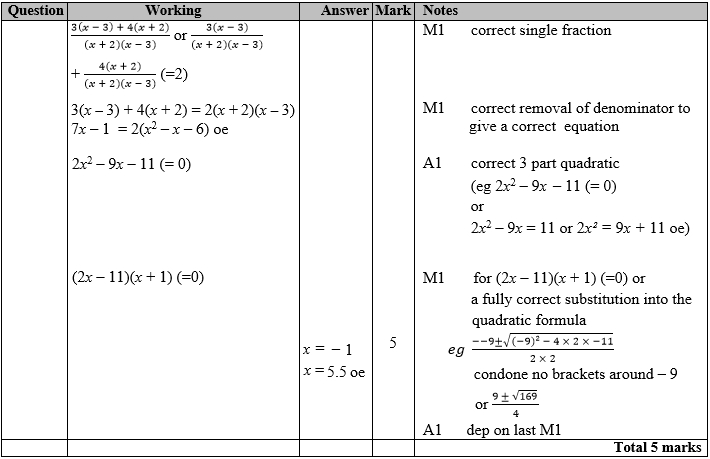 Question Working Answer Mark Notes
3(x − 3) + 4(x + 2) / (x + 2)(x − 3) or 3(x − 3) / (x + 2)(x − 3) M1 correct single fraction
+ 4(x + 2) / (x + 2)(x − 3) (=2)
3(x – 3) + 4(x + 2) = 2(x + 2)(x – 3) M1 correct removal of denominator to
7x – 1 = 2(x² – x – 6) oe give a correct equation
2x² – 9x – 11 (= 0) A1 correct 3 part quadratic
(eg 2x² – 9x – 11 (= 0)
or
2x² – 9x = 11 or 2x² = 9x + 11 oe)
(2x – 11)(x + 1) (=0) M1 for (2x – 11)(x + 1) (=0) or
a fully correct substitution into the
quadratic formula
x = – 1 5 eg −−9±√(−9)² − 4 × 2 × −11 / 2 × 2
x = 5.5 oe condone no brackets around – 9
or 9 ± √169 / 4
A1 dep on last M1
Total 5 marks